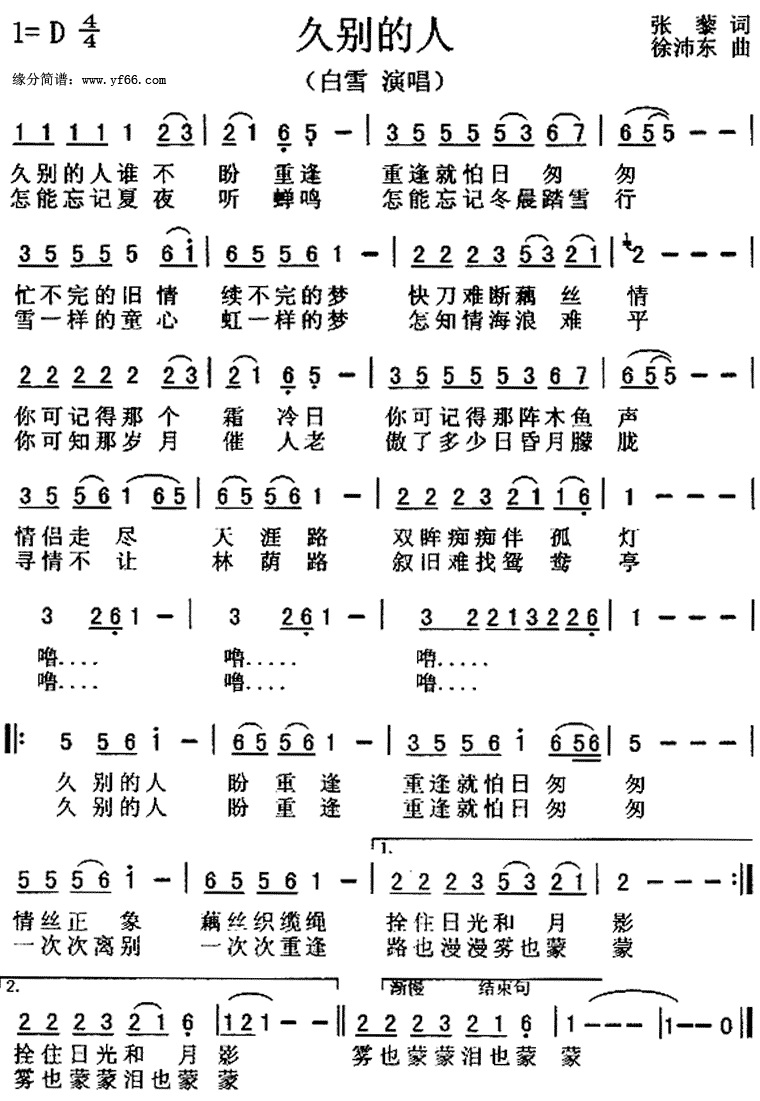 1= D 4/4
久别的人
张藜 词
徐沛东 曲
缘分简谱：www.yf66.com
（白雪 演唱）
1 1 1 1 1 2 3 | 2 1 6 5 － | 3 5 5 5 5 5 3 6 7 | 6 5 5 － － |
久别的人谁不 盼 重逢 重逢就怕日 匆 匆
怎能忘记夏夜 听 蝉鸣 怎能忘记冬晨踏雪 行
3 5 5 5 5 6 i | 6 5 5 6 1 － | 2 2 2 3 5 3 2 1 | 2 － － － |
忙不完的旧情 续不完的梦 快刀难断藕 丝 情
雪一样的童心 虹一样的梦 怎知情海浪 难 平
2 2 2 2 2 2 3 | 2 1 6 5 － | 3 5 5 5 5 5 3 6 7 | 6 5 5 － － |
你可记得那个 霜 冷日 你可记得那阵木鱼 声
你可知那岁月 催 人老 傲了多少日昏月朦 胧
3 5 5 6 1 6 5 | 6 5 5 6 1 － | 2 2 2 3 2 1 1 6 | 1 － － － |
情侣走尽 天涯路 双眸痴痴伴 孤 灯
寻情不让 林荫路 叙旧难找鸳 鸯 亭
3 2 6 1 － | 3 2 6 1 － | 3 2 2 1 3 2 2 6 | 1 － － － |
噜.... 噜..... 噜.....
噜.... 噜..... 噜.....
‖: 5 5 6 i － | 6 5 5 6 1 － | 3 5 5 6 i 6 5 6 | 5 － － － |
久 别的人 盼 重 逢 重逢就怕日 匆 匆
久 别的人 盼 重 逢 重逢就怕日 匆 匆
1.
5 5 5 6 i － | 6 5 5 6 1 － | 2 2 2 3 5 3 2 1 | 2 － － － :‖
情丝正 象 藕丝织缆绳 拴住日光和 月 影
一次次离别 一次次重逢 路也漫漫雾也蒙 蒙
2. 渐慢 结束句
2 2 2 3 2 1 6 | 1 2 1 － － ‖ 2 2 2 3 2 1 6 | 1 － － － | 1 － － 0 ‖
拴住日光和 月 影 雾也蒙蒙泪也蒙 蒙
雾也蒙蒙泪也蒙 蒙